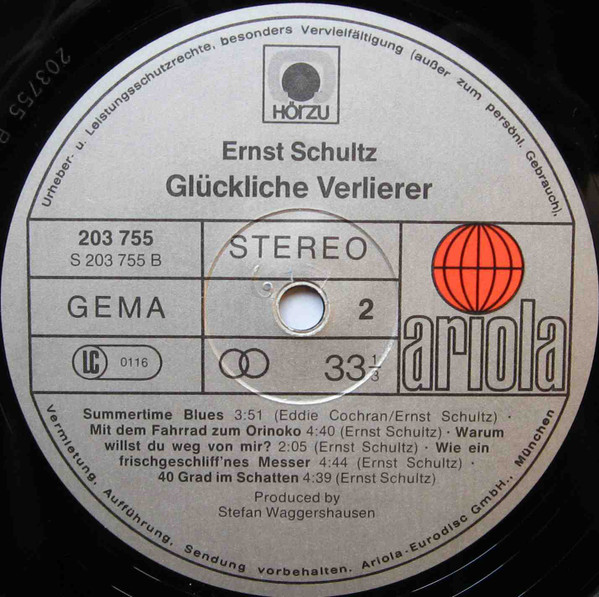 Urheber- u. Leistungsschutzrechte, besonders Vervielfältigung (außer zum persönl. Gebrauch),
HÖRZU
Ernst Schultz
Glückliche Verlierer
203 755
S 203 755 B
STEREO
GEMA
2
LC 0116
33 1/3
ariola
Summertime Blues 3:51 (Eddie Cochran/Ernst Schultz) ·
Mit dem Fahrrad zum Orinoko 4:40 (Ernst Schultz) · Warum
willst du weg von mir? 2:05 (Ernst Schultz) · Wie ein
frischgeschliff'nes Messer 4:44 (Ernst Schultz) ·
40 Grad im Schatten 4:39 (Ernst Schultz)
Produced by
Stefan Waggershausen
Vermietung, Aufführung, Sendung vorbehalten. Ariola-Eurodisc GmbH., München
203755 B